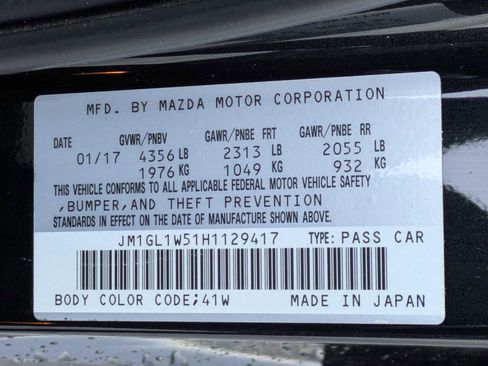 MFD. BY MAZDA MOTOR CORPORATION
DATE GVWR/PNBV GAWR/PNBE FRT GAWR/PNBE RR
01/17 4356 LB 2313 LB 2055 LB
1976 KG 1049 KG 932 KG
THIS VEHICLE CONFORMS TO ALL APPLICABLE FEDERAL MOTOR VEHICLE SAFETY
,BUMPER,AND THEFT PREVENTION
STANDARDS IN EFFECT ON THE DATE OF MANUFACTURE SHOWN ABOVE.
JM1GL1W51H1129417 TYPE: PASS CAR
BODY COLOR CODE;41W MADE IN JAPAN